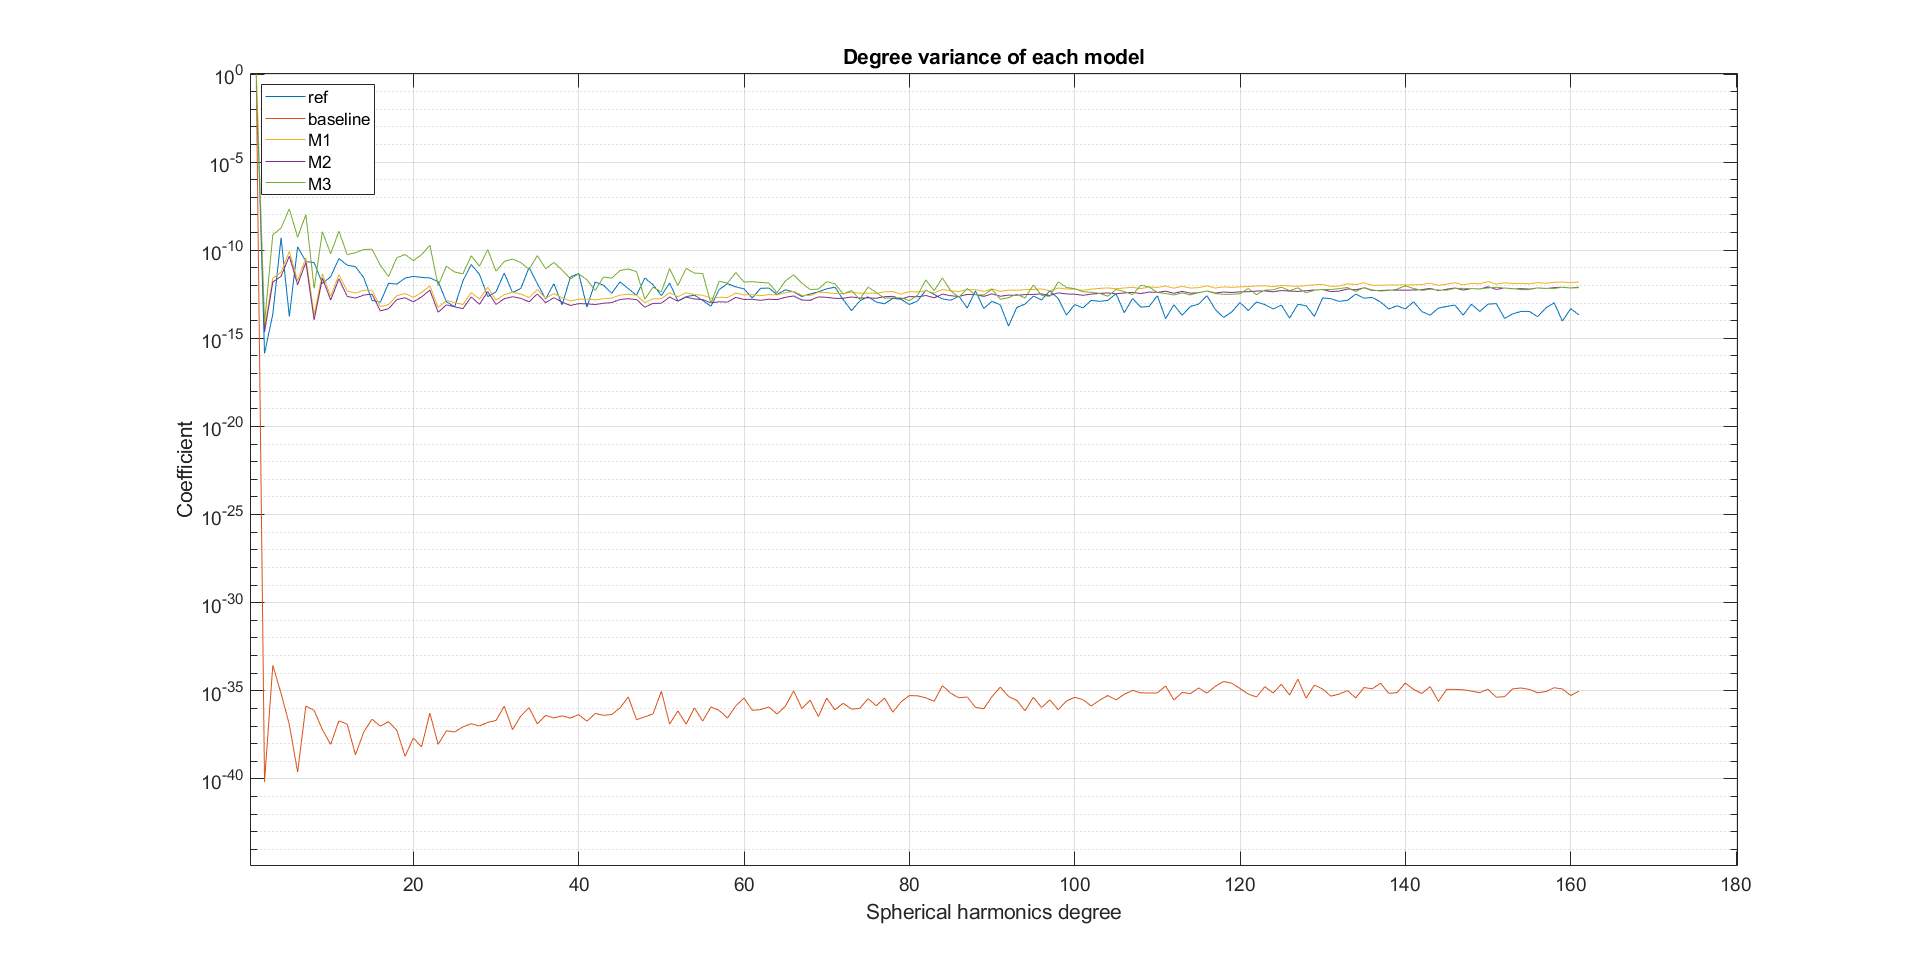 Degree variance of each model
10^0
10^-5
10^-10
10^-15
10^-20
10^-25
10^-30
10^-35
10^-40
ref
baseline
M1
M2
M3
Coefficient
20 40 60 80 100 120 140 160 180
Spherical harmonics degree